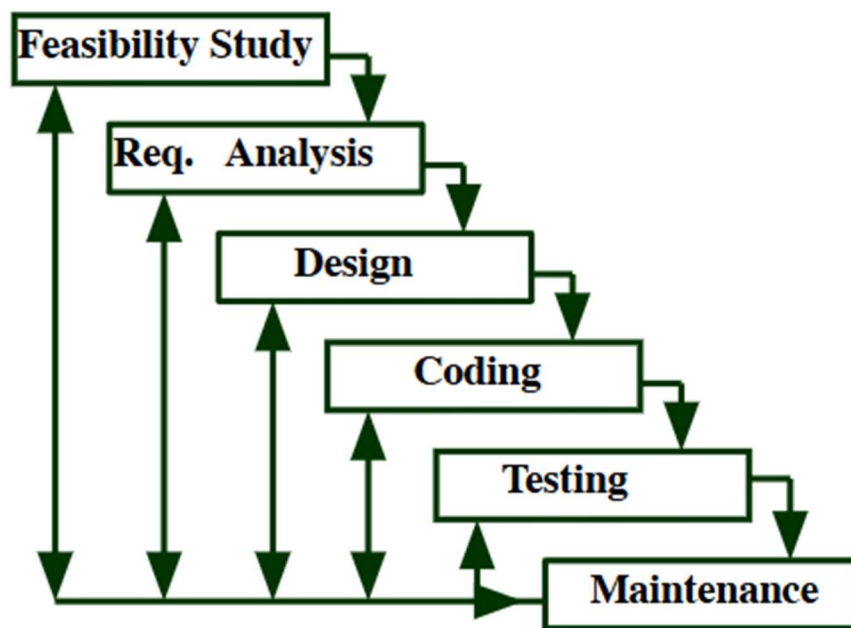 Feasibility Study
Req. Analysis
Design
Coding
Testing
Maintenance